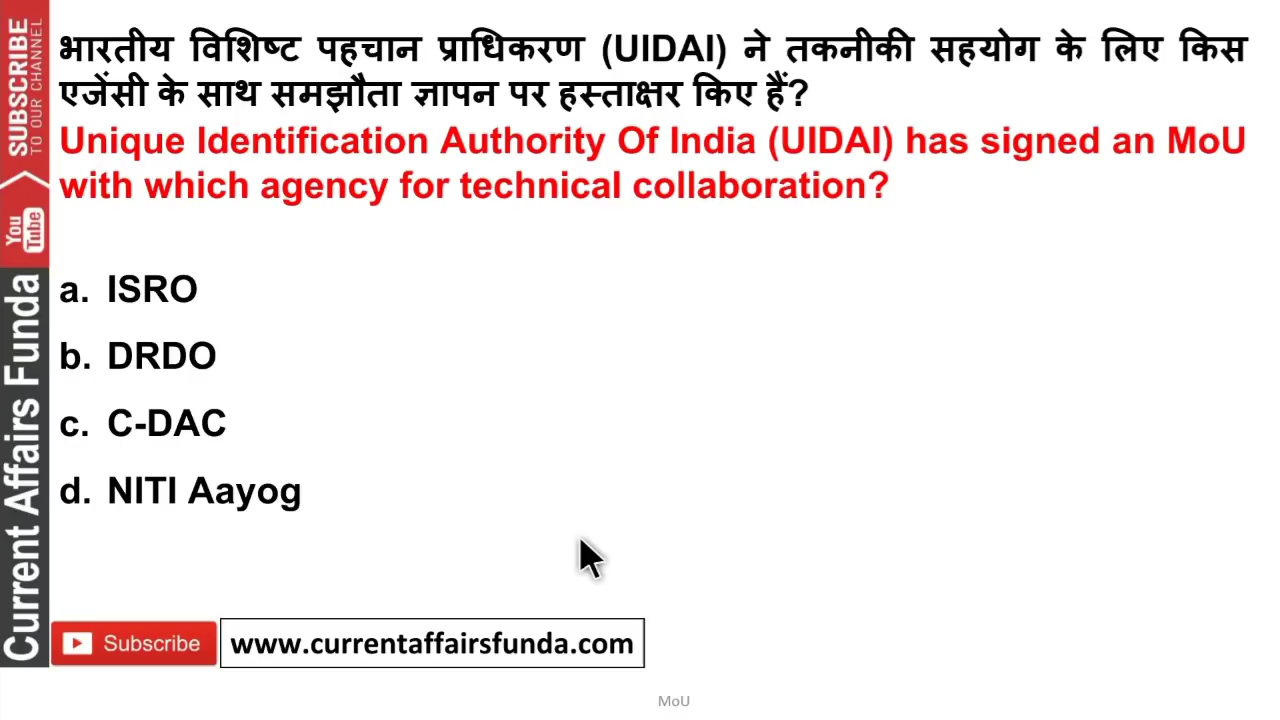 भारतीय विशिष्ट पहचान प्राधिकरण (UIDAI) ने तकनीकी सहयोग के लिए किस
एजेंसी के साथ समझौता ज्ञापन पर हस्ताक्षर किए हैं?
Unique Identification Authority Of India (UIDAI) has signed an MoU
with which agency for technical collaboration?
a. ISRO
b. DRDO
c. C-DAC
d. NITI Aayog
Subscribe
www.currentaffairsfunda.com
MoU
SUBSCRIBE
TO OUR CHANNEL
You
Tube
Current Affairs Funda